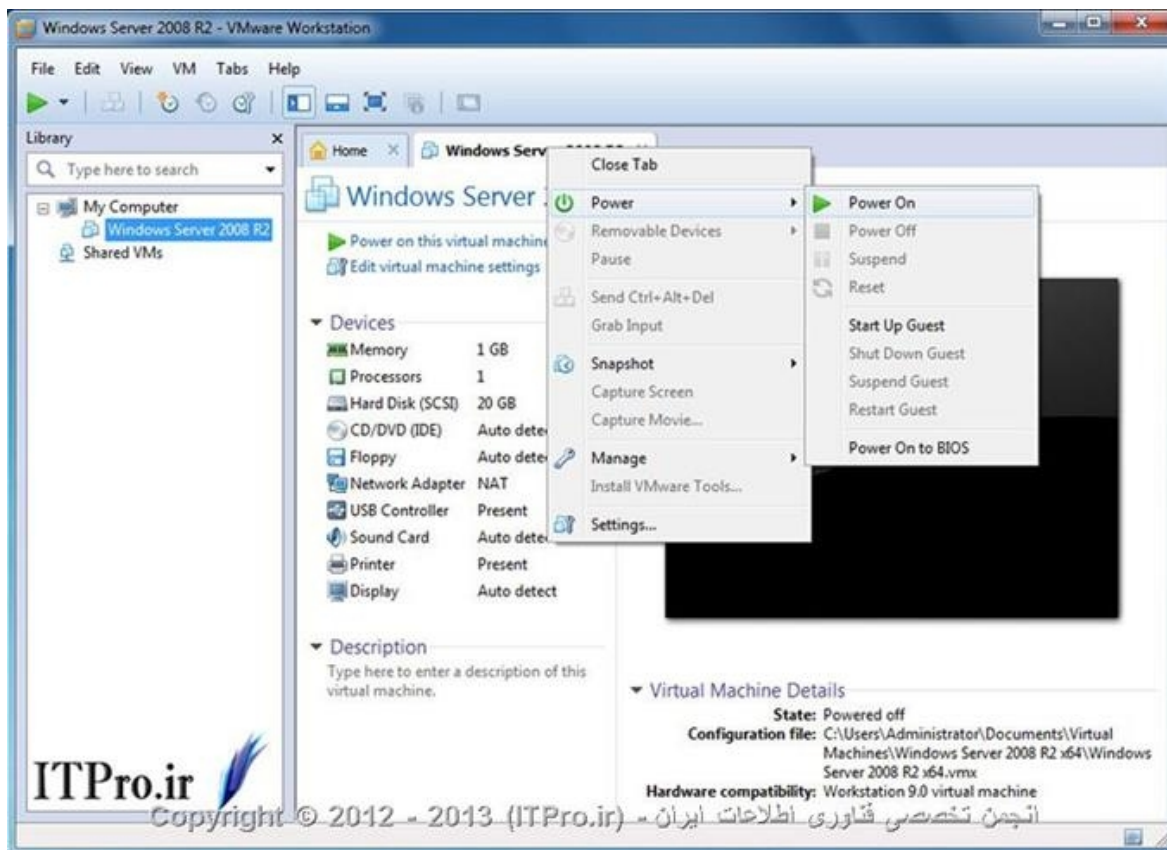 Windows Server 2008 R2 - VMware Workstation
File Edit View VM Tabs Help
Library
Type here to search
My Computer
Windows Server 2008 R2
Shared VMs
Home
Windows Serv
Windows Server
Power on this virtual machine
Edit virtual machine settings
Devices
Memory 1 GB
Processors 1
Hard Disk (SCSI) 20 GB
CD/DVD (IDE) Auto dete
Floppy Auto dete
Network Adapter NAT
USB Controller Present
Sound Card Auto dete
Printer Present
Display Auto detect
Description
Type here to enter a description of this
virtual machine.
Close Tab
Power
Removable Devices
Pause
Send Ctrl+Alt+Del
Grab Input
Snapshot
Capture Screen
Capture Movie...
Manage
Install VMware Tools...
Settings...
Power On
Power Off
Suspend
Reset
Start Up Guest
Shut Down Guest
Suspend Guest
Restart Guest
Power On to BIOS
Virtual Machine Details
State: Powered off
Configuration file: C:\Users\Administrator\Documents\Virtual
Machines\Windows Server 2008 R2 x64\Windows
Server 2008 R2 x64.vmx
Hardware compatibility: Workstation 9.0 virtual machine
ITPro.ir
Copyright © 2012 - 2013 (ITPro.ir) - انجمن تخصصی فناوری اطلاعات ایران